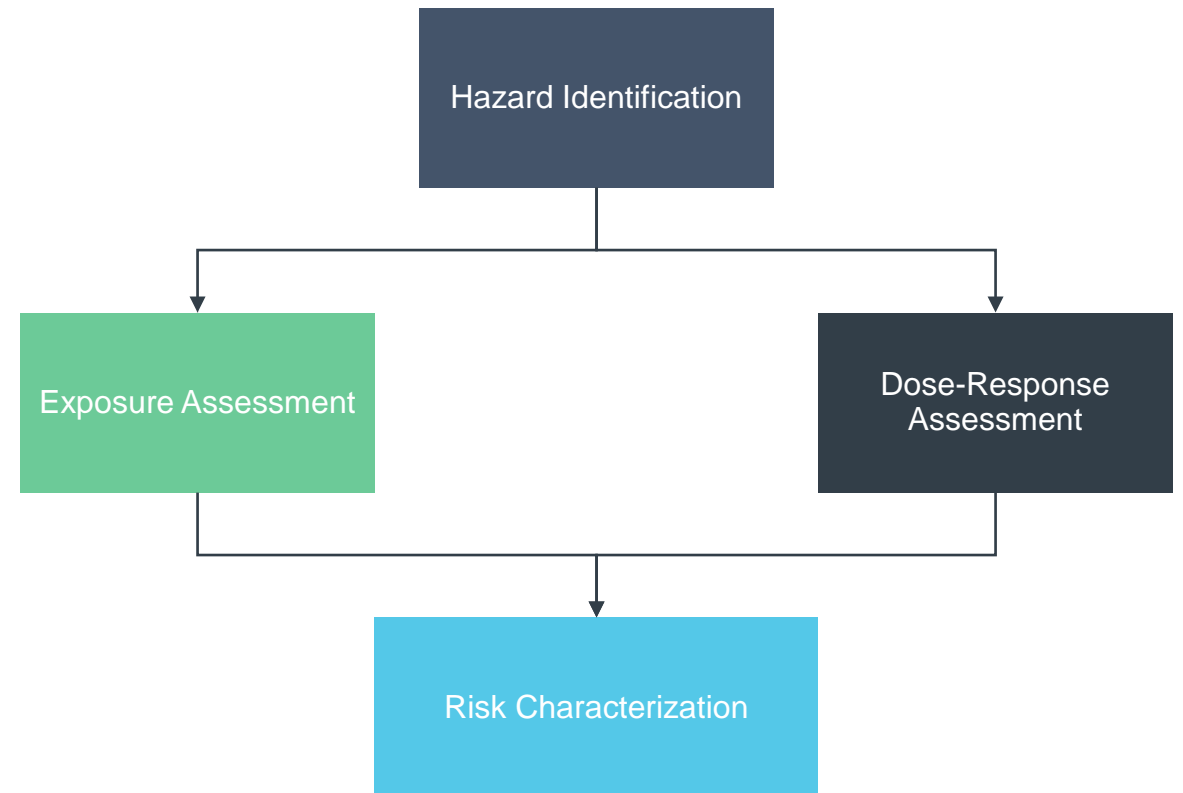 Hazard Identification
Exposure Assessment
Dose-Response
Assessment
Risk Characterization